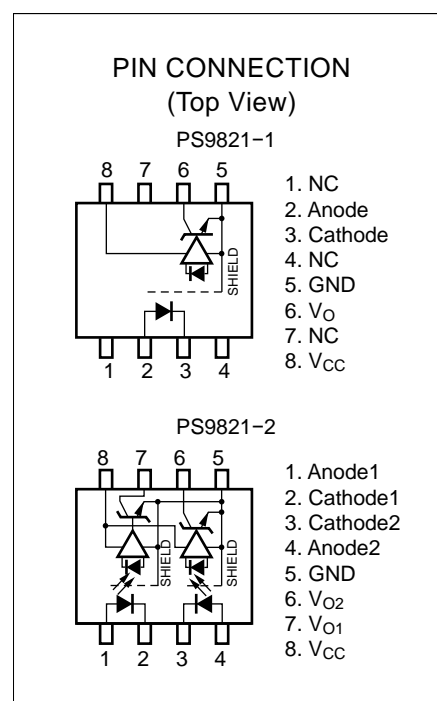 PIN CONNECTION
(Top View)
PS9821−1
8 7 6 5
SHIELD
1 2 3 4
1. NC
2. Anode
3. Cathode
4. NC
5. GND
6. VO
7. NC
8. VCC
PS9821−2
8 7 6 5
SHIELD SHIELD
1 2 3 4
1. Anode1
2. Cathode1
3. Cathode2
4. Anode2
5. GND
6. VO2
7. VO1
8. VCC